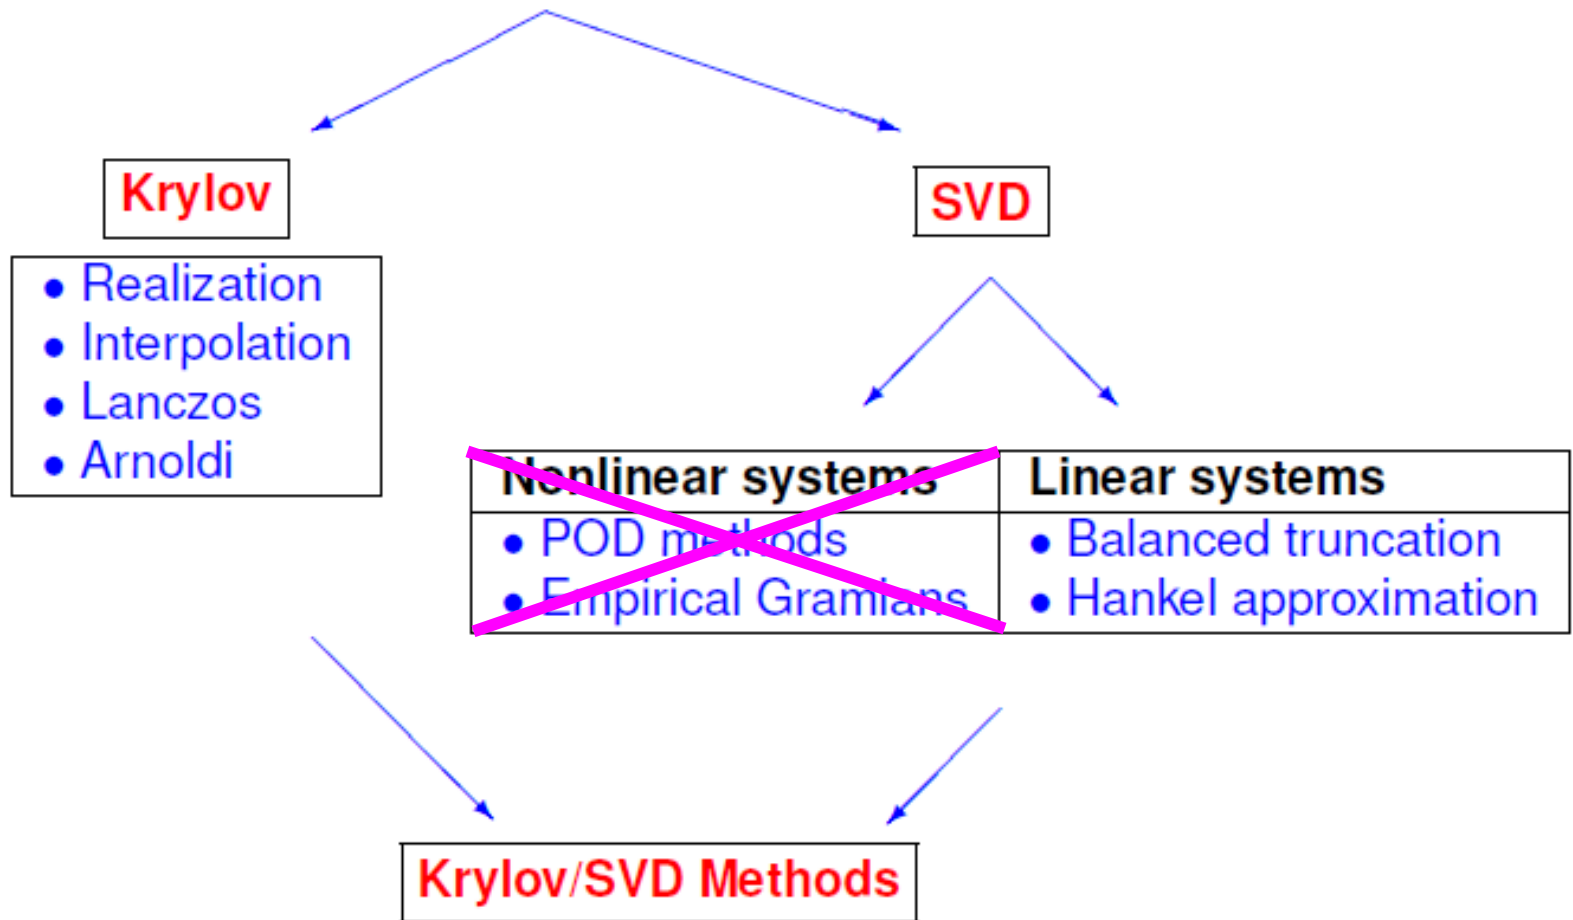 Krylov
• Realization
• Interpolation
• Lanczos
• Arnoldi
SVD
Nonlinear systems
• POD methods
• Empirical Gramians
Linear systems
• Balanced truncation
• Hankel approximation
Krylov/SVD Methods